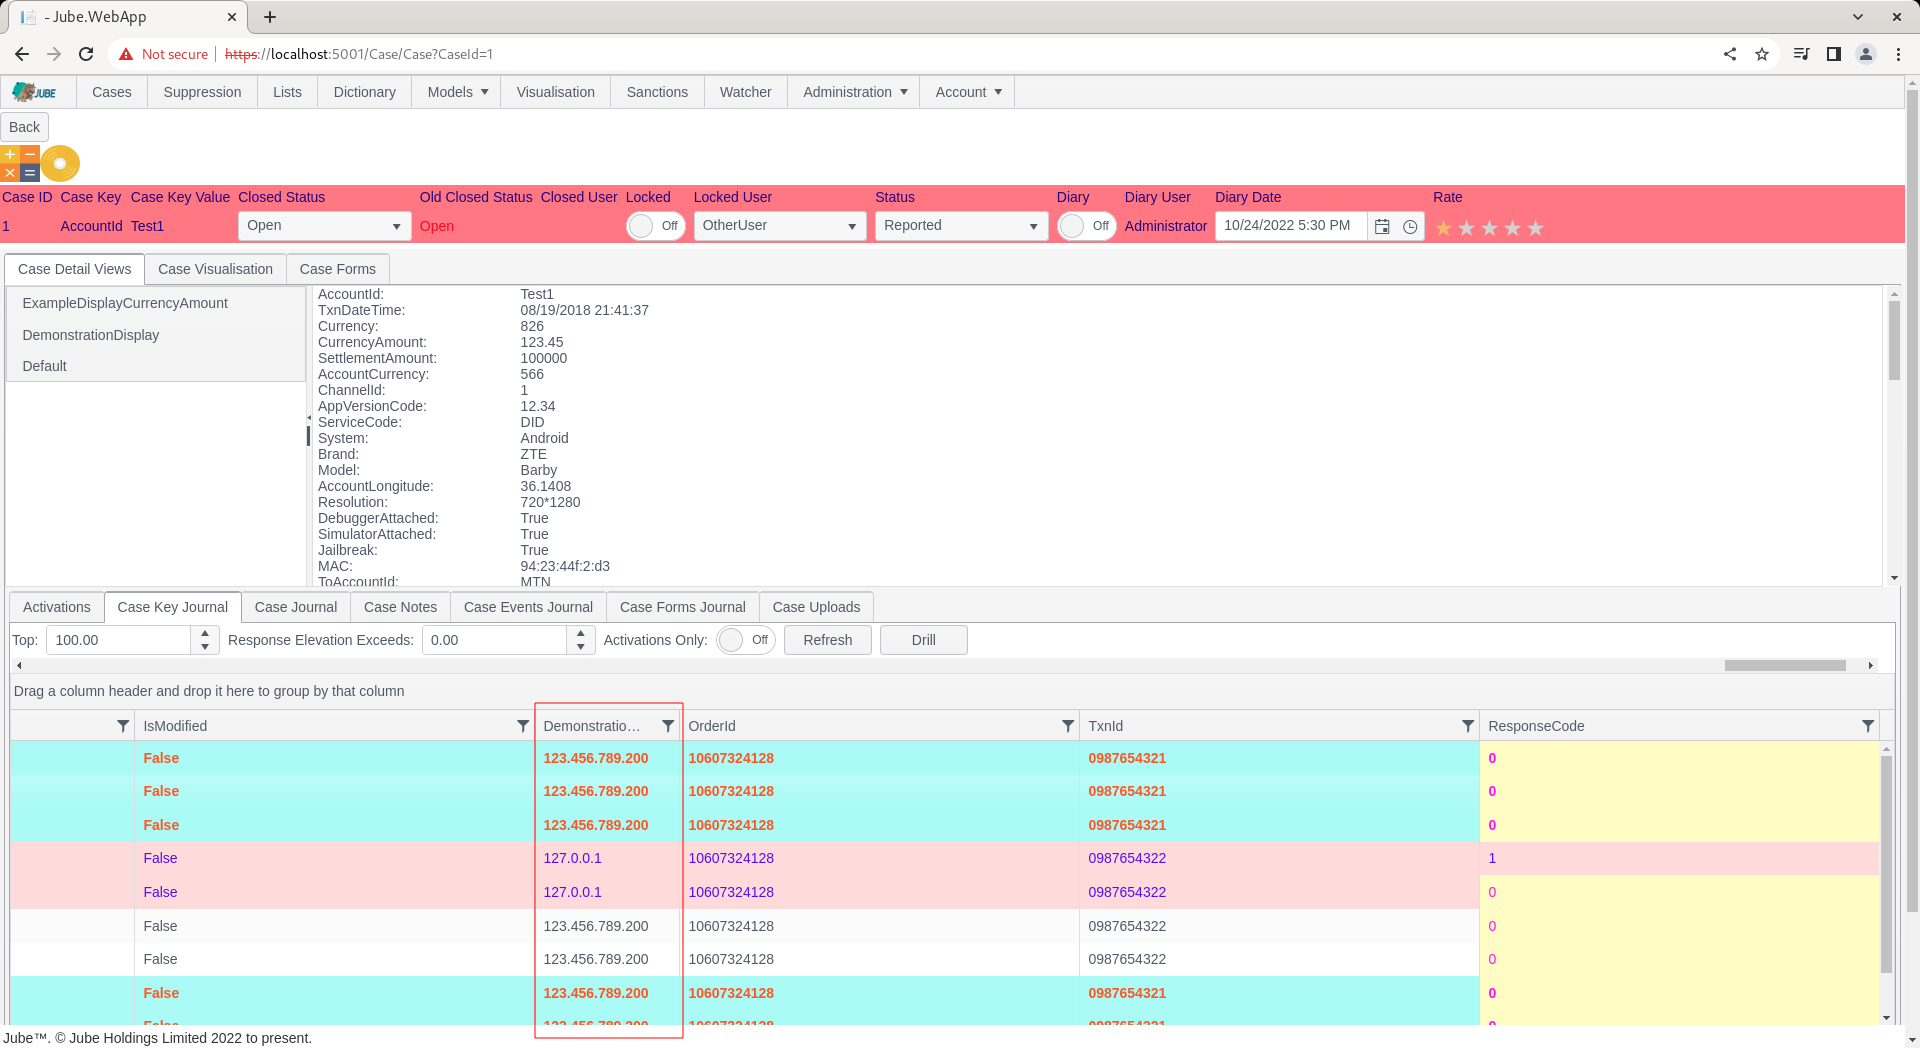 - Jube.WebApp
Not secure https://localhost:5001/Case/Case?CaseId=1
JUBE Cases Suppression Lists Dictionary Models Visualisation Sanctions Watcher Administration Account
Back
Case ID Case Key Case Key Value Closed Status Old Closed Status Closed User Locked Locked User Status Diary Diary User Diary Date Rate
1 AccountId Test1 Open Open Off OtherUser Reported Off Administrator 10/24/2022 5:30 PM
Case Detail Views Case Visualisation Case Forms
ExampleDisplayCurrencyAmount
DemonstrationDisplay
Default
AccountId: Test1
TxnDateTime: 08/19/2018 21:41:37
Currency: 826
CurrencyAmount: 123.45
SettlementAmount: 100000
AccountCurrency: 566
ChannelId: 1
AppVersionCode: 12.34
ServiceCode: DID
System: Android
Brand: ZTE
Model: Barby
AccountLongitude: 36.1408
Resolution: 720*1280
DebuggerAttached: True
SimulatorAttached: True
Jailbreak: True
MAC: 94:23:44f:2:d3
ToAccountId: MTN
Activations Case Key Journal Case Journal Case Notes Case Events Journal Case Forms Journal Case Uploads
Top: 100.00 Response Elevation Exceeds: 0.00 Activations Only: Off Refresh Drill
Drag a column header and drop it here to group by that column
IsModified Demonstratio... OrderId TxnId ResponseCode
False 123.456.789.200 10607324128 0987654321 0
False 123.456.789.200 10607324128 0987654321 0
False 123.456.789.200 10607324128 0987654321 0
False 127.0.0.1 10607324128 0987654322 1
False 127.0.0.1 10607324128 0987654322 0
False 123.456.789.200 10607324128 0987654322 0
False 123.456.789.200 10607324128 0987654322 0
False 123.456.789.200 10607324128 0987654321 0
False 123.456.789.200 10607324128 0987654321 0
Jube™. © Jube Holdings Limited 2022 to present.